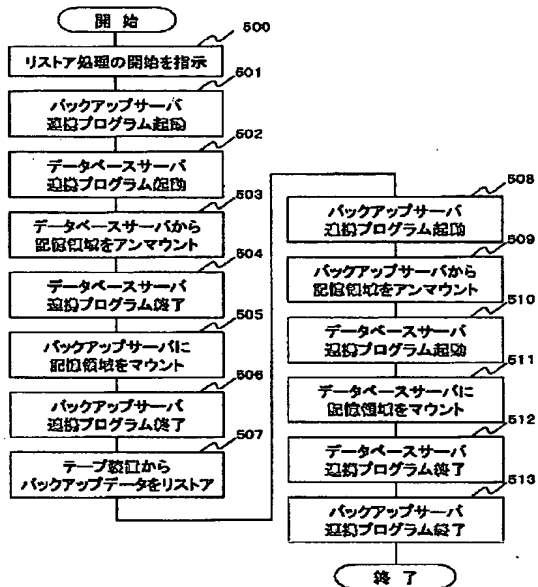 開始
500
リストア処理の開始を指示
501
バックアップサーバ
連携プログラム起動
502
データベースサーバ
連携プログラム起動
503
データベースサーバから
記憶領域をアンマウント
504
データベースサーバ
連携プログラム終了
505
バックアップサーバに
記憶領域をマウント
506
バックアップサーバ
連携プログラム終了
507
テープ装置から
バックアップデータをリストア
508
バックアップサーバ
連携プログラム起動
509
バックアップサーバから
記憶領域をアンマウント
510
データベースサーバ
連携プログラム起動
511
データベースサーバに
記憶領域をマウント
512
データベースサーバ
連携プログラム終了
513
バックアップサーバ
連携プログラム終了
終了